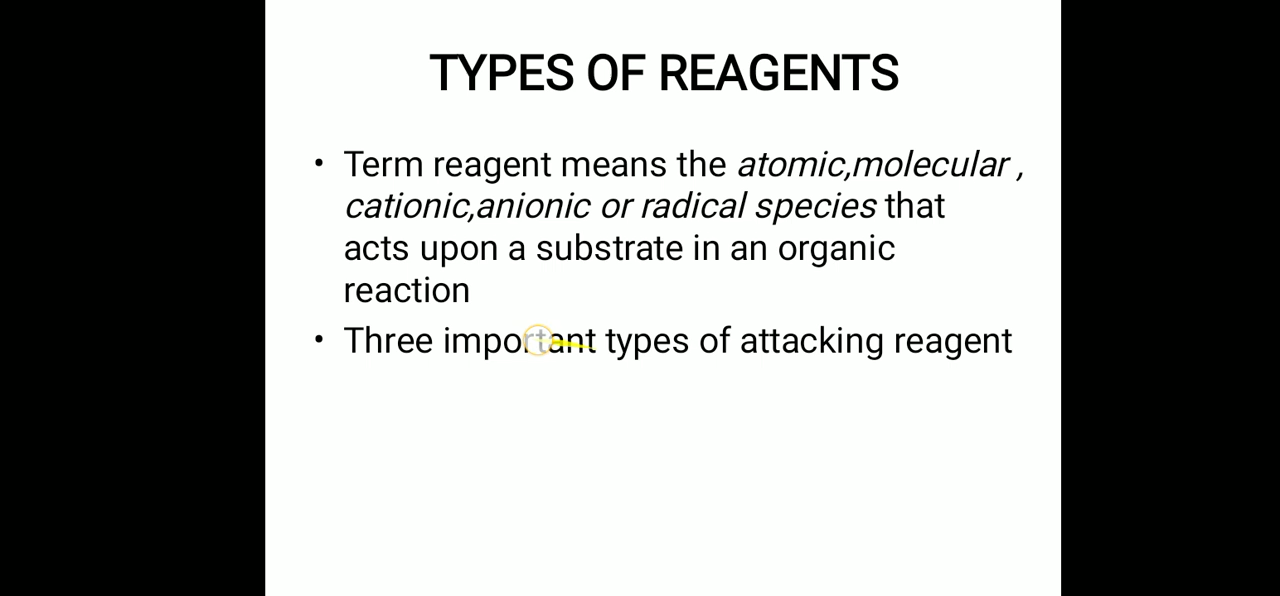 TYPES OF REAGENTS
• Term reagent means the atomic,molecular ,
cationic,anionic or radical species that
acts upon a substrate in an organic
reaction
• Three important types of attacking reagent